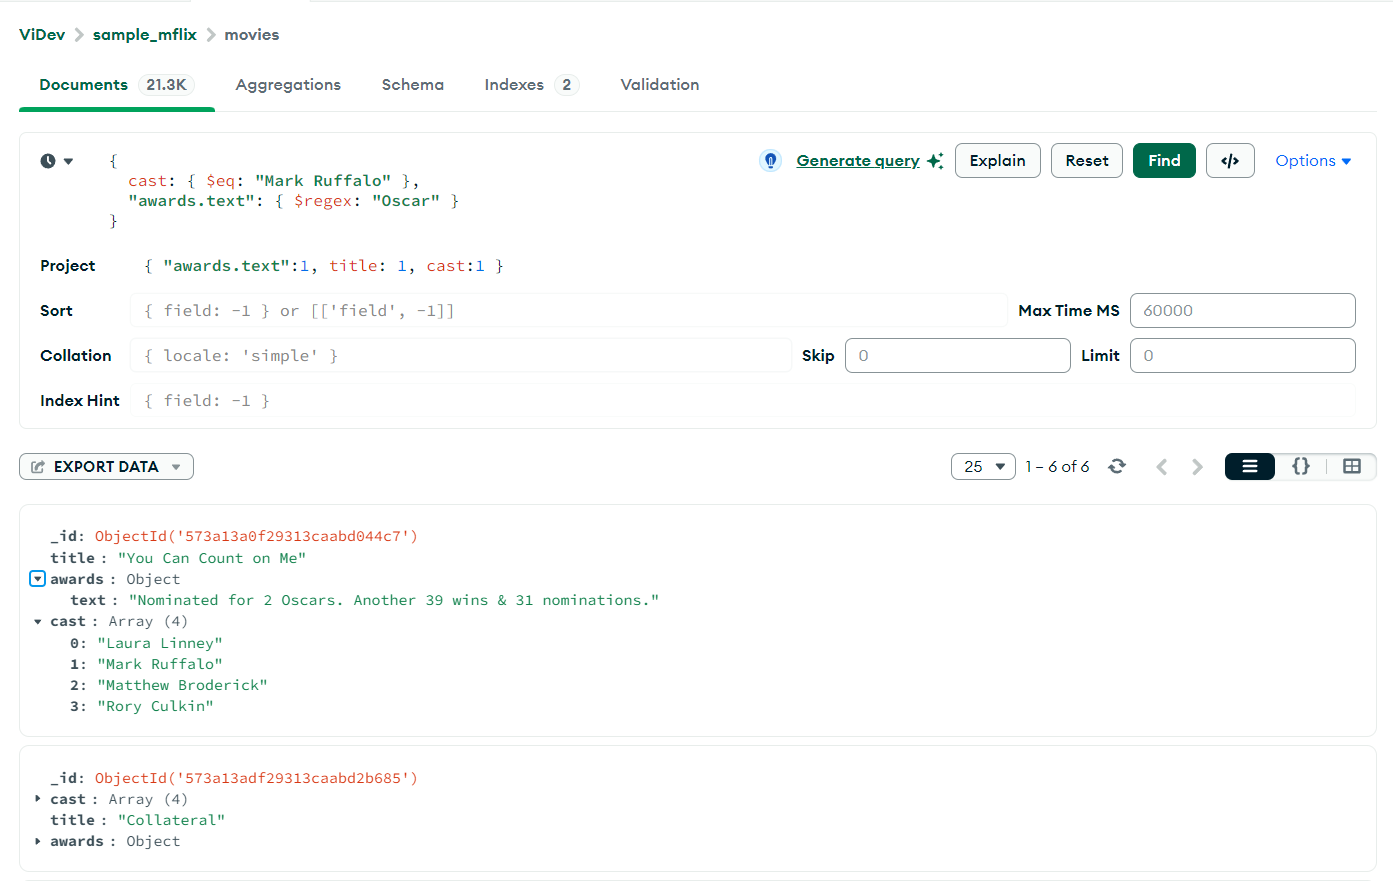 ViDev > sample_mflix > movies
Documents 21.3K Aggregations Schema Indexes 2 Validation
{
cast: { $eq: "Mark Ruffalo" },
"awards.text": { $regex: "Oscar" }
}
Generate query Explain Reset Find </> Options
Project { "awards.text":1, title: 1, cast:1 }
Sort { field: -1 } or [['field', -1]] Max Time MS 60000
Collation { locale: 'simple' } Skip 0 Limit 0
Index Hint { field: -1 }
EXPORT DATA 25 1 – 6 of 6 {}
_id: ObjectId('573a13a0f29313caabd044c7')
title : "You Can Count on Me"
awards : Object
text : "Nominated for 2 Oscars. Another 39 wins & 31 nominations."
cast : Array (4)
0: "Laura Linney"
1: "Mark Ruffalo"
2: "Matthew Broderick"
3: "Rory Culkin"
_id: ObjectId('573a13adf29313caabd2b685')
cast : Array (4)
title : "Collateral"
awards : Object